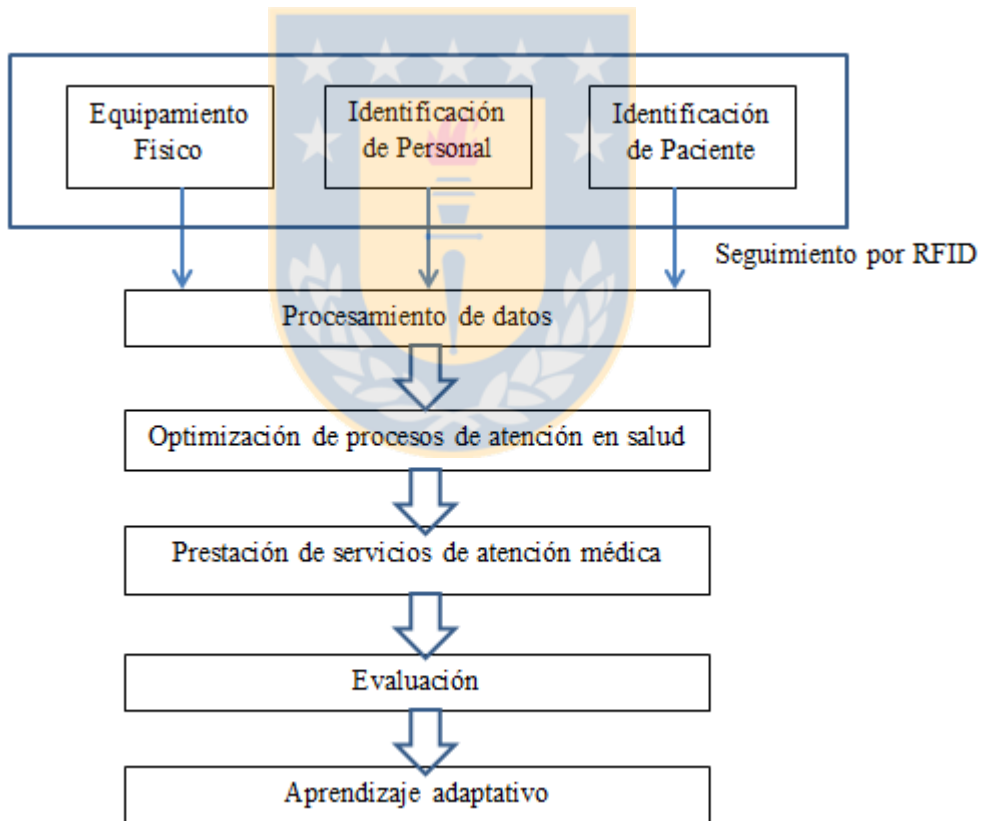 Equipamiento
Físico
Identificación
de Personal
Identificación
de Paciente
Seguimiento por RFID
Procesamiento de datos
Optimización de procesos de atención en salud
Prestación de servicios de atención médica
Evaluación
Aprendizaje adaptativo